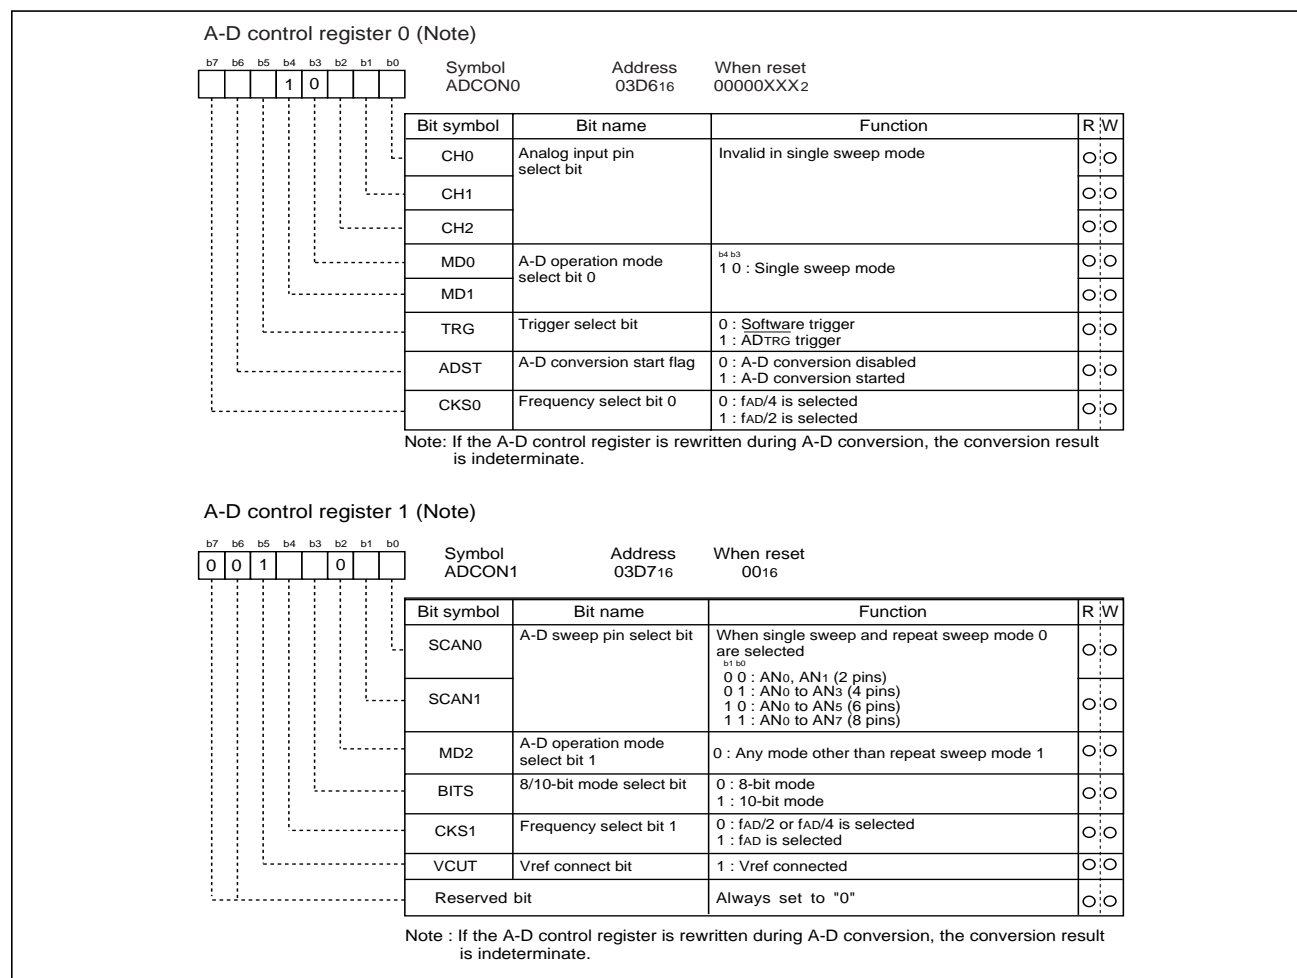 A-D control register 0 (Note)
b7 b6 b5 b4 b3 b2 b1 b0
1 0
Symbol Address When reset
ADCON0 03D616 00000XXX2
Bit symbol Bit name Function R W
CH0 Analog input pin select bit Invalid in single sweep mode
CH1
CH2
MD0 A-D operation mode select bit 0 b4 b3
1 0 : Single sweep mode
MD1
TRG Trigger select bit 0 : Software trigger
1 : ADTRG trigger
ADST A-D conversion start flag 0 : A-D conversion disabled
1 : A-D conversion started
CKS0 Frequency select bit 0 0 : fAD/4 is selected
1 : fAD/2 is selected
Note: If the A-D control register is rewritten during A-D conversion, the conversion result
is indeterminate.
A-D control register 1 (Note)
b7 b6 b5 b4 b3 b2 b1 b0
0 0 1 0
Symbol Address When reset
ADCON1 03D716 0016
Bit symbol Bit name Function R W
SCAN0 A-D sweep pin select bit When single sweep and repeat sweep mode 0
are selected
b1 b0
0 0 : AN0, AN1 (2 pins)
0 1 : AN0 to AN3 (4 pins)
SCAN1 1 0 : AN0 to AN5 (6 pins)
1 1 : AN0 to AN7 (8 pins)
MD2 A-D operation mode select bit 1 0 : Any mode other than repeat sweep mode 1
BITS 8/10-bit mode select bit 0 : 8-bit mode
1 : 10-bit mode
CKS1 Frequency select bit 1 0 : fAD/2 or fAD/4 is selected
1 : fAD is selected
VCUT Vref connect bit 1 : Vref connected
Reserved bit Always set to "0"
Note : If the A-D control register is rewritten during A-D conversion, the conversion result
is indeterminate.